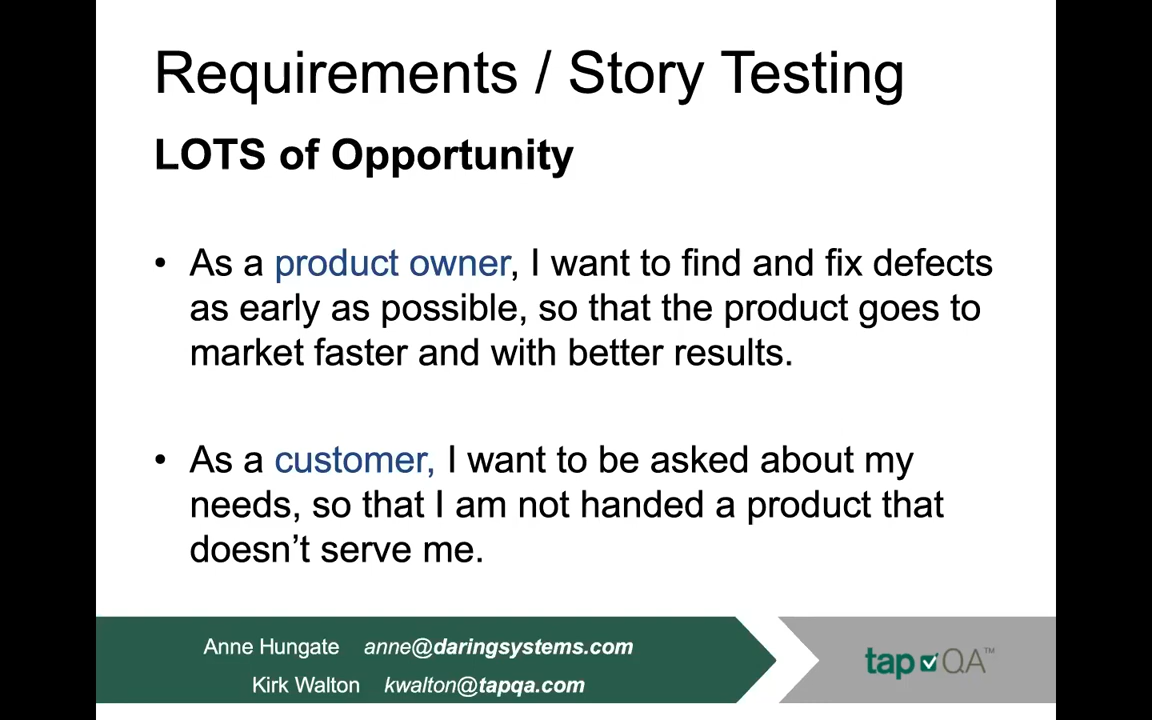 Requirements / Story Testing
LOTS of Opportunity
• As a product owner, I want to find and fix defects
as early as possible, so that the product goes to
market faster and with better results.
• As a customer, I want to be asked about my
needs, so that I am not handed a product that
doesn’t serve me.
Anne Hungate anne@daringsystems.com
Kirk Walton kwalton@tapqa.com
tap QA™